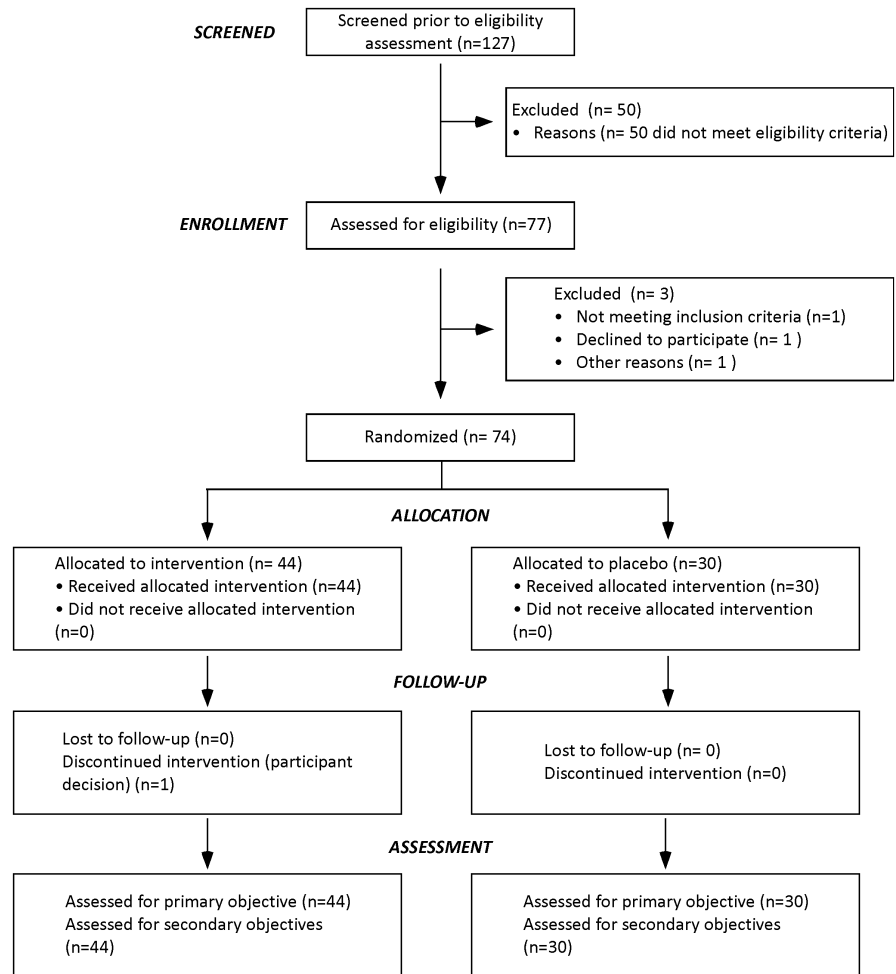 SCREENED
Screened prior to eligibility
assessment (n=127)
Excluded  (n= 50)
• Reasons (n= 50 did not meet eligibility criteria)
ENROLLMENT
Assessed for eligibility (n=77)
Excluded  (n= 3)
• Not meeting inclusion criteria (n=1)
• Declined to participate (n= 1 )
• Other reasons (n= 1 )
Randomized (n= 74)
ALLOCATION
Allocated to intervention (n= 44)
• Received allocated intervention (n=44)
• Did not receive allocated intervention
(n=0)
Allocated to placebo (n=30)
• Received allocated intervention (n=30)
• Did not receive allocated intervention
(n=0)
FOLLOW-UP
Lost to follow-up (n=0)
Discontinued intervention (participant
decision) (n=1)
Lost to follow-up (n= 0)
Discontinued intervention (n=0)
ASSESSMENT
Assessed for primary objective (n=44)
Assessed for secondary objectives
(n=44)
Assessed for primary objective (n=30)
Assessed for secondary objectives
(n=30)